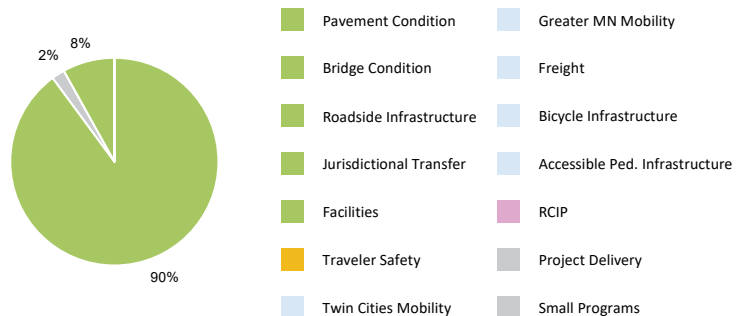 8%
2%
90%
Pavement Condition
Bridge Condition
Roadside Infrastructure
Jurisdictional Transfer
Facilities
Traveler Safety
Twin Cities Mobility
Greater MN Mobility
Freight
Bicycle Infrastructure
Accessible Ped. Infrastructure
RCIP
Project Delivery
Small Programs